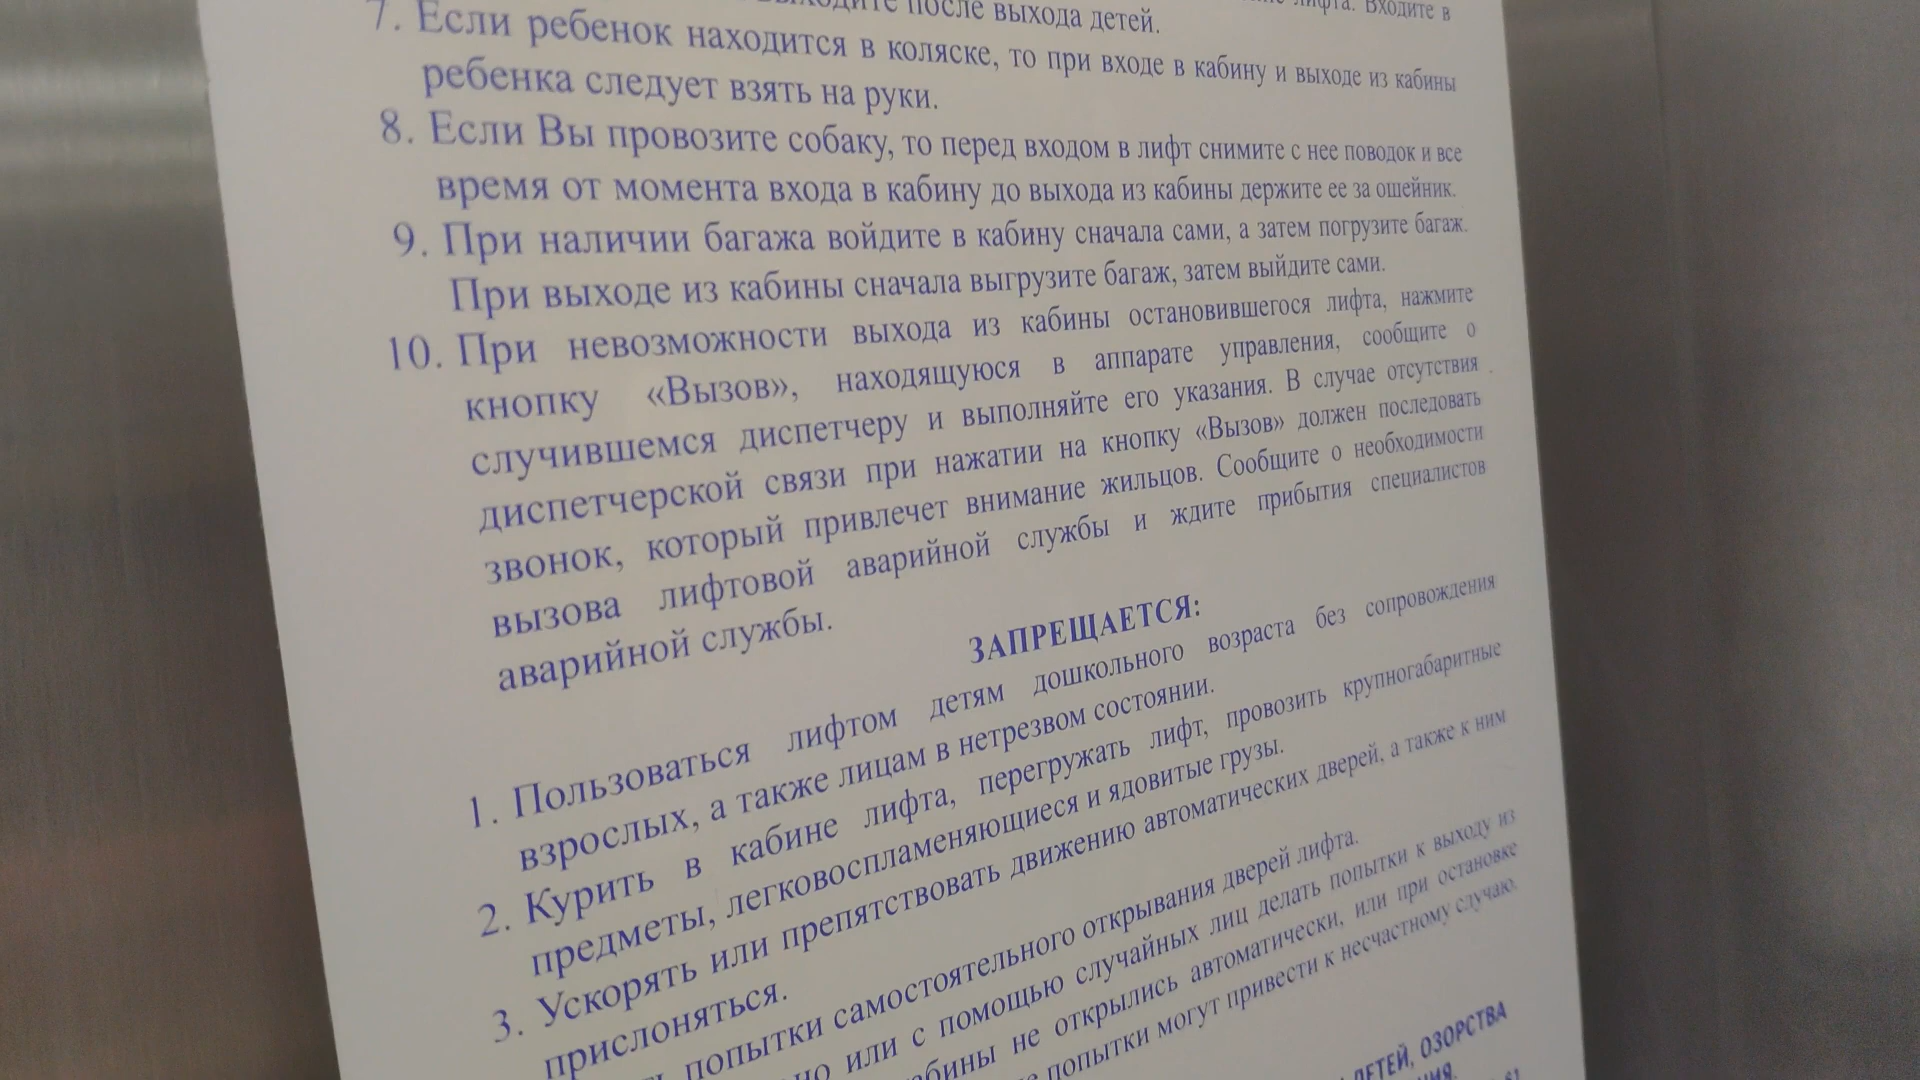 лифта. Входите в
выходите после выхода детей.
7. Если ребенок находится в коляске, то при входе в кабину и выходе из кабины
ребенка следует взять на руки.
8. Если Вы провозите собаку, то перед входом в лифт снимите с нее поводок и все
время от момента входа в кабину до выхода из кабины держите ее за ошейник.
9. При наличии багажа войдите в кабину сначала сами, а затем погрузите багаж.
При выходе из кабины сначала выгрузите багаж, затем выйдите сами.
10. При невозможности выхода из кабины остановившегося лифта, нажмите
кнопку «Вызов», находящуюся в аппарате управления, сообщите о
случившемся диспетчеру и выполняйте его указания. В случае отсутствия
диспетчерской связи при нажатии на кнопку «Вызов» должен последовать
звонок, который привлечет внимание жильцов. Сообщите о необходимости
вызова лифтовой аварийной службы и ждите прибытия специалистов
аварийной службы.
ЗАПРЕЩАЕТСЯ:
1. Пользоваться лифтом детям дошкольного возраста без сопровождения
взрослых, а также лицам в нетрезвом состоянии.
2. Курить в кабине лифта, перегружать лифт, провозить крупногабаритные
предметы, легковоспламеняющиеся и ядовитые грузы.
3. Ускорять или препятствовать движению автоматических дверей, а также к ним
прислоняться.
попытки самостоятельного открывания дверей лифта.
или с помощью случайных лиц делать попытки к выходу из
кабины не открылись автоматически, или при остановке
попытки могут привести к несчастному случаю.
ДЕТЕЙ, ОЗОРСТВА